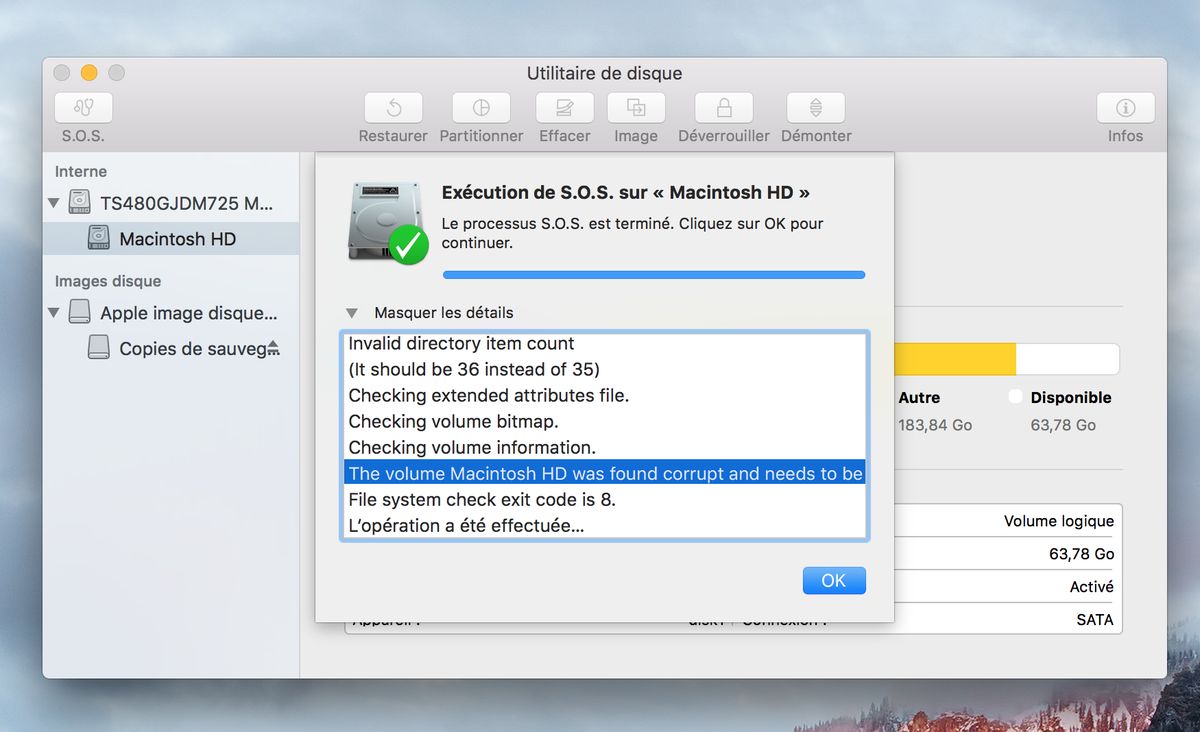 Utilitaire de disque
S.O.S.
Restaurer
Partitionner
Effacer
Image
Déverrouiller
Démonter
Infos
Interne
TS480GJDM725 M...
Macintosh HD
Images disque
Apple image disque...
Copies de sauveg
Exécution de S.O.S. sur « Macintosh HD »
Le processus S.O.S. est terminé. Cliquez sur OK pour
continuer.
Masquer les détails
Invalid directory item count
(It should be 36 instead of 35)
Checking extended attributes file.
Checking volume bitmap.
Checking volume information.
The volume Macintosh HD was found corrupt and needs to be
File system check exit code is 8.
L’opération a été effectuée...
OK
Autre
183,84 Go
Disponible
63,78 Go
Volume logique
63,78 Go
Activé
Appareil : disk1 Connexion : SATA